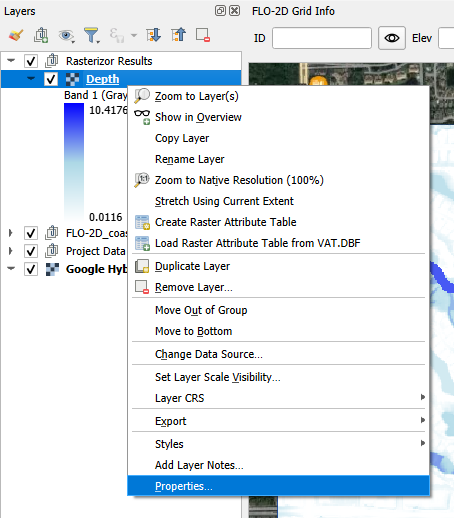 Layers
FLO-2D Grid Info
ID
Elev
Rasterizor Results
Depth
Band 1 (Gray
10.4176
0.0116
FLO-2D_coas
Project Data
Google Hyb
Zoom to Layer(s)
Show in Overview
Copy Layer
Rename Layer
Zoom to Native Resolution (100%)
Stretch Using Current Extent
Create Raster Attribute Table
Load Raster Attribute Table from VAT.DBF
Duplicate Layer
Remove Layer...
Move Out of Group
Move to Bottom
Change Data Source...
Set Layer Scale Visibility...
Layer CRS
Export
Styles
Add Layer Notes...
Properties...